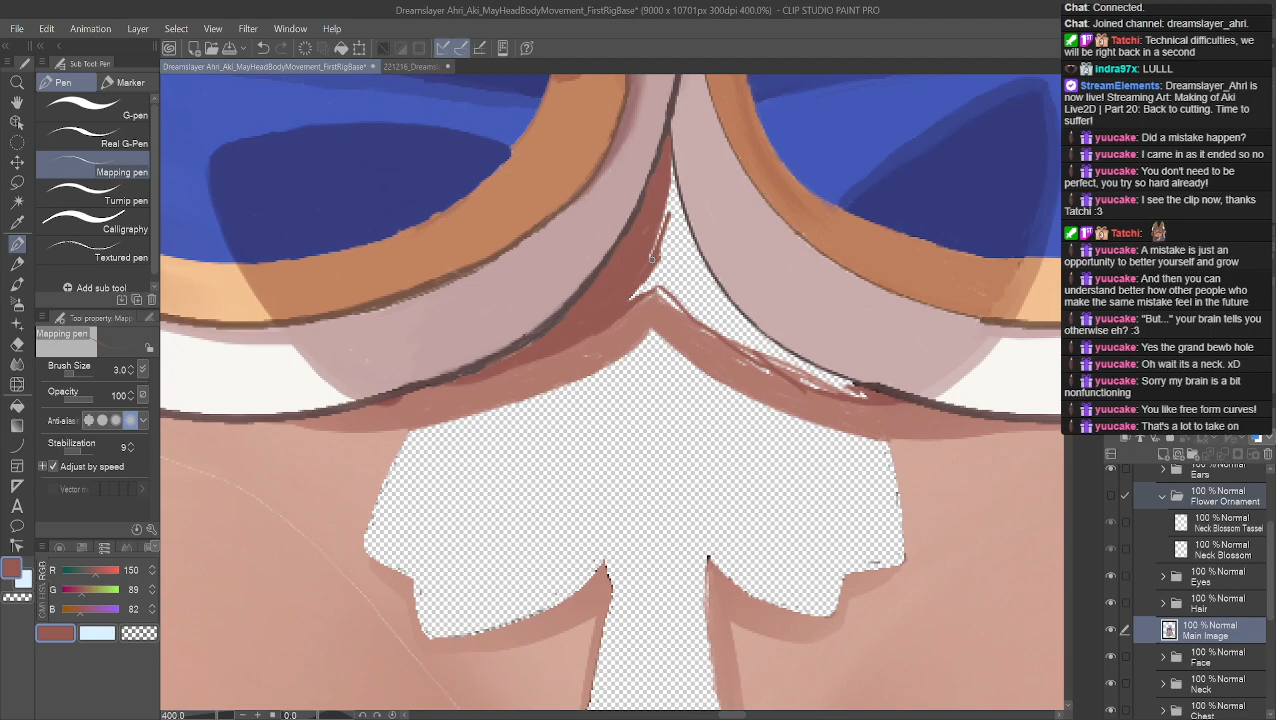 Dreamslayer Ahri_Aki_MayHeadBodyMovement_FirstRigBase* (9000 x 10701px 300dpi 400.0%) - CLIP STUDIO PAINT PRO
File Edit Animation Layer Select View Filter Window Help
Dreamslayer Ahri_Aki_MayHeadBodyMovement_FirstRigBase*
221216_Dreamsl
Sub Tool Pen
Pen
Marker
G-pen
Real G-Pen
Mapping pen
Turnip pen
Calligraphy
Textured pen
Add sub tool
Tool property: Mapp
Mapping pen
Brush Size 3.0
Opacity 100
Anti-alias
Stabilization 9
Adjust by speed
Vector m
RGB
R 150
G 89
B 82
400.0
0.0
Chat: Connected.
Chat: Joined channel: dreamslayer_ahrl.
Tatchi: Technical difficulties, we
will be right back in a second
indra97x: LULLL
StreamElements: Dreamslayer_Ahrl is
now live! Streaming Art: Making of Aki
Live2D | Part 20: Back to cutting. Time to
suffer!
yuucake: Did a mistake happen?
yuucake: I came in as it ended so no
yuucake: You don't need to be
perfect, you try so hard already!
yuucake: I see the clip now, thanks
Tatchi :3
Tatchi:
yuucake: A mistake is just an
opportunity to better yourself and grow
yuucake: And then you can
understand better how other people who
make the same mistake feel in the future
yuucake: "But..." your brain tells you
otherwise eh? :3
yuucake: Yes the grand bewb hole
yuucake: Oh wait its a neck. xD
yuucake: Sorry my brain is a bit
nonfunctioning
yuucake: You like free form curves!
yuucake: That's a lot to take on
Ears
100 %Normal
Flower Ornament
100 %Normal
Neck Blossom Tassel
100 %Normal
Neck Blossom
100 %Normal
Eyes
100 %Normal
Hair
100 %Normal
Main Image
100 %Normal
Face
100 %Normal
Neck
100 %Normal
Chest